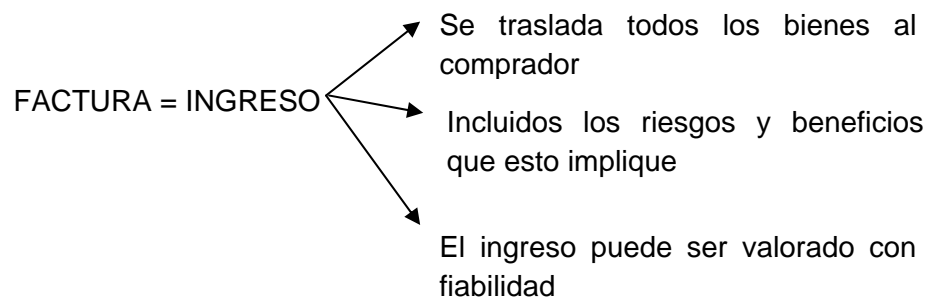 Se traslada todos los bienes al
comprador
FACTURA = INGRESO
Incluidos los riesgos y beneficios
que esto implique
El ingreso puede ser valorado con
fiabilidad